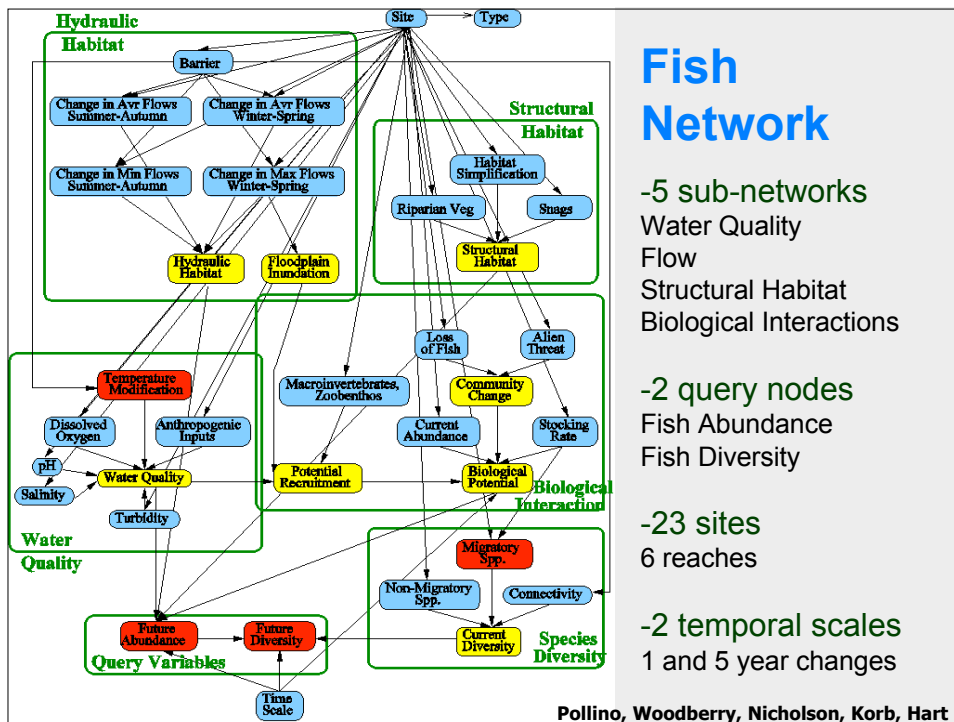 Site
Type
Hydraulic
Habitat
Barrier
Change in Avr Flows
Summer-Autumn
Change in Avr Flows
Winter-Spring
Change in Min Flows
Summer-Autumn
Change in Max Flows
Winter-Spring
Hydraulic
Habitat
Floodplain
Inundation
Structural
Habitat
Habitat
Simplification
Riparian Veg
Snags
Structural
Habitat
Loss
of Fish
Alien
Threat
Macroinvertebrates,
Zoobenthos
Community
Change
Current
Abundance
Stocking
Rate
Potential
Recruitment
Biological
Potential
Biological
Interaction
Temperature
Modification
Dissolved
Oxygen
Anthropogenic
Inputs
pH
Water Quality
Salinity
Turbidity
Water
Quality
Migratory
Spp.
Non-Migratory
Spp.
Connectivity
Current
Diversity
Species
Diversity
Future
Abundance
Future
Diversity
Query Variables
Time
Scale
Fish
Network
-5 sub-networks
Water Quality
Flow
Structural Habitat
Biological Interactions
-2 query nodes
Fish Abundance
Fish Diversity
-23 sites
6 reaches
-2 temporal scales
1 and 5 year changes
Pollino, Woodberry, Nicholson, Korb, Hart